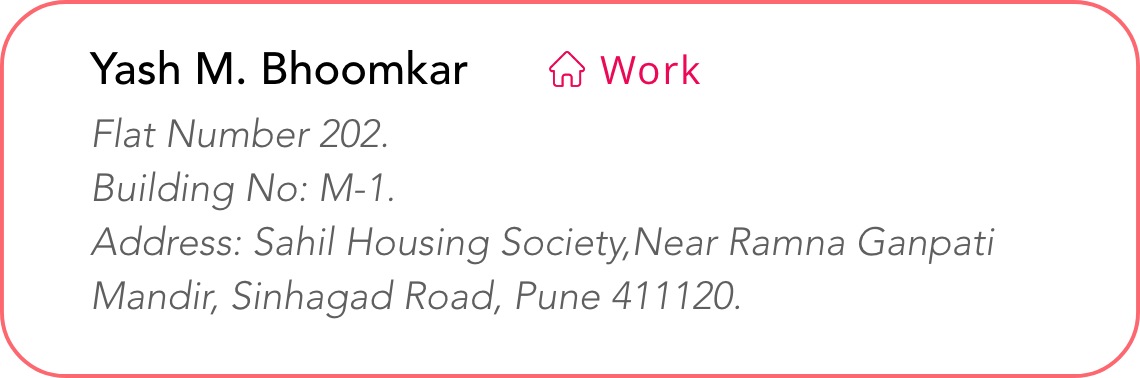 Yash M. Bhoomkar Work
Flat Number 202.
Building No: M-1.
Address: Sahil Housing Society,Near Ramna Ganpati
Mandir, Sinhagad Road, Pune 411120.